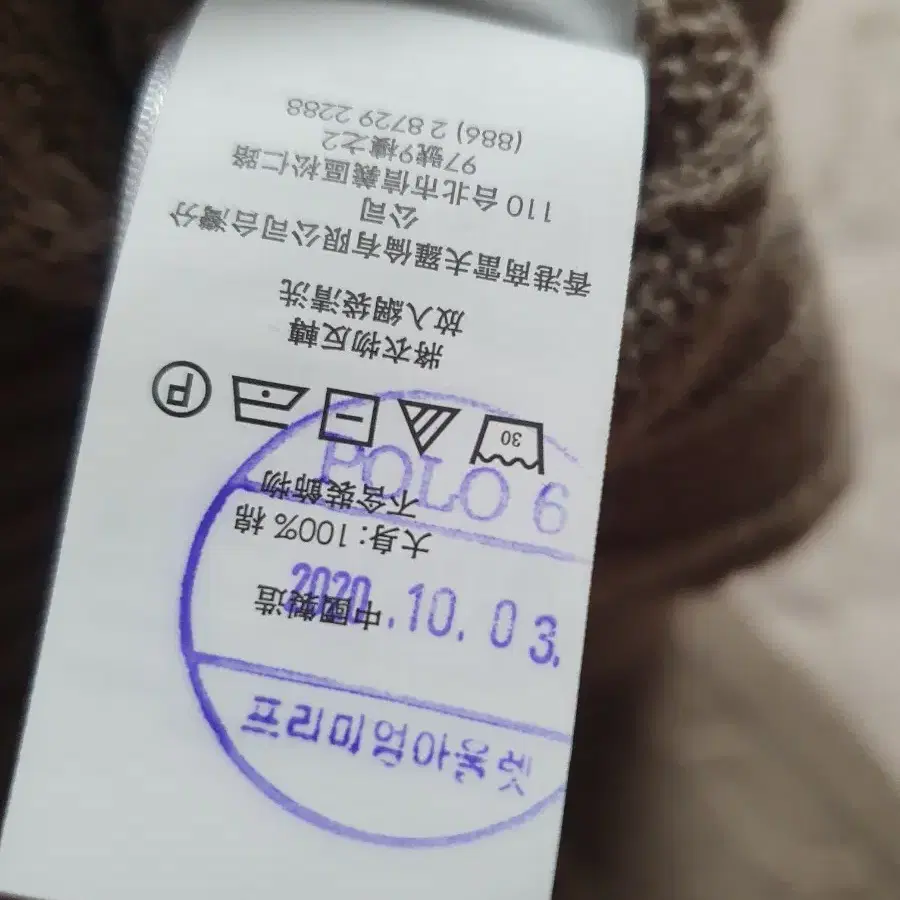 中國製造
大身: 100% 棉
不含裝飾物
30
P
將衣物反轉
放入網袋清洗
香港商雷夫羅倫有限公司台灣分
公司
110 台北市信義區松仁路
97號9樓之2
(886) 2 8729 2288
POLO 6
2020.10.03.
프리미엄아웃렛